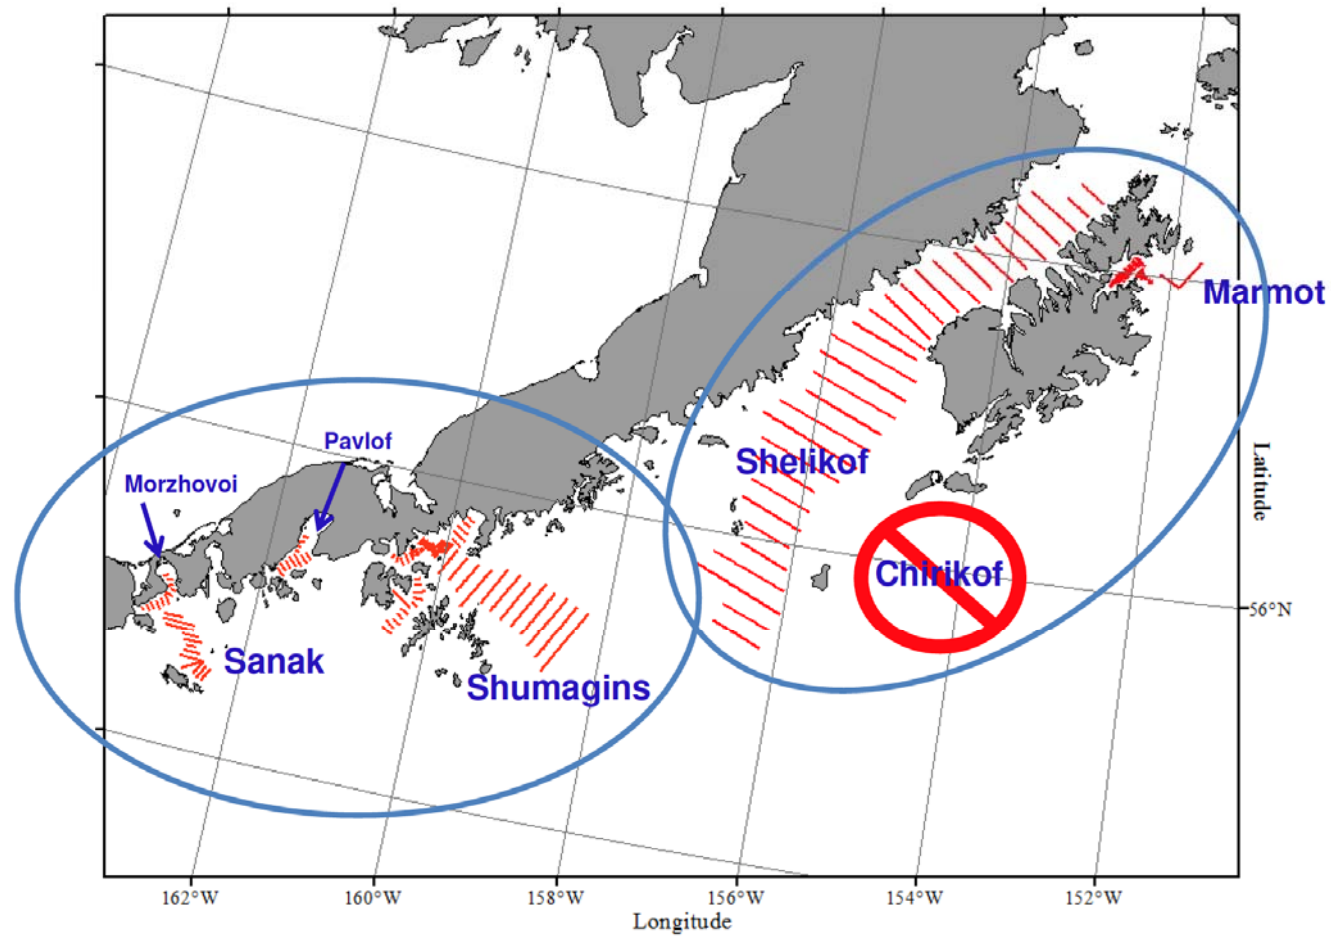 Marmot
Pavlof
Shelikof
Morzhovoi
Latitude
Chirikof
56°N
Sanak
Shumagins
162°W
160°W
158°W
156°W
154°W
152°W
Longitude